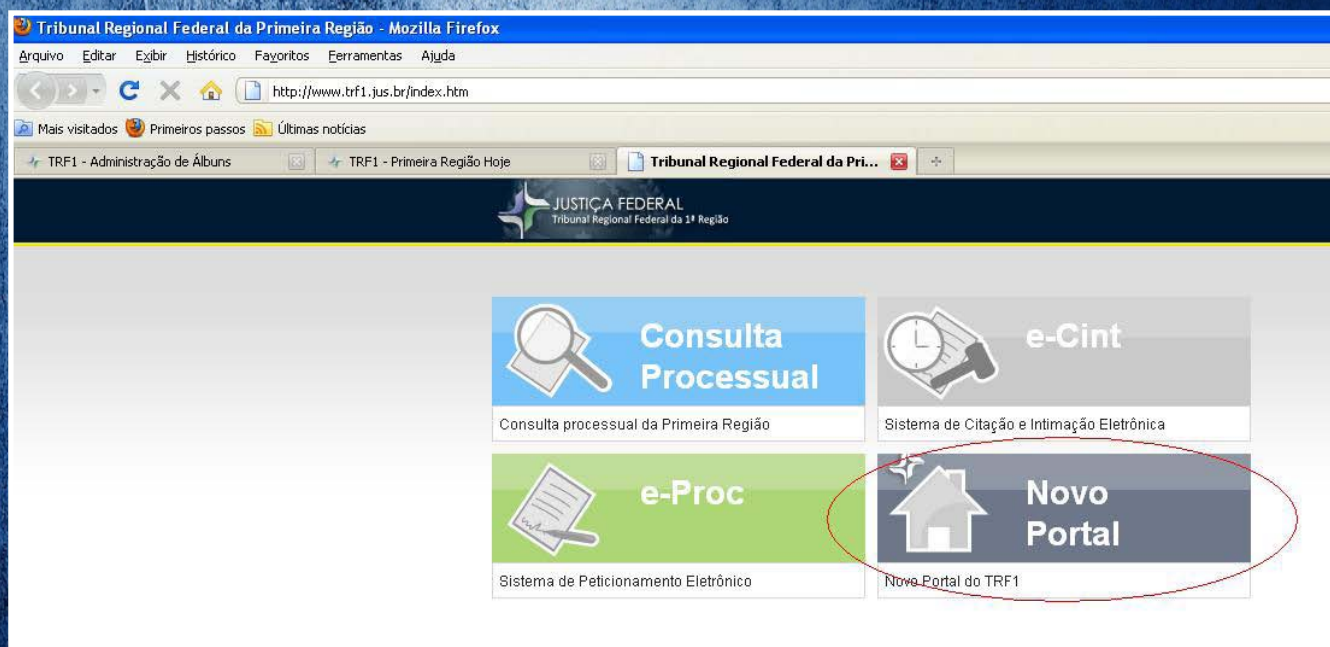 Tribunal Regional Federal da Primeira Região - Mozilla Firefox
Arquivo Editar Exibir Histórico Favoritos Ferramentas Ajuda
http://www.trf1.jus.br/index.htm
Mais visitados Primeiros passos Últimas notícias
TRF1 - Administração de Álbuns TRF1 - Primeira Região Hoje Tribunal Regional Federal da Pri...
JUSTIÇA FEDERAL
Tribunal Regional Federal da 1ª Região
Consulta
Processual
Consulta processual da Primeira Região
e-Cint
Sistema de Citação e Intimação Eletrônica
e-Proc
Sistema de Peticionamento Eletrônico
Novo
Portal
Novo Portal do TRF1